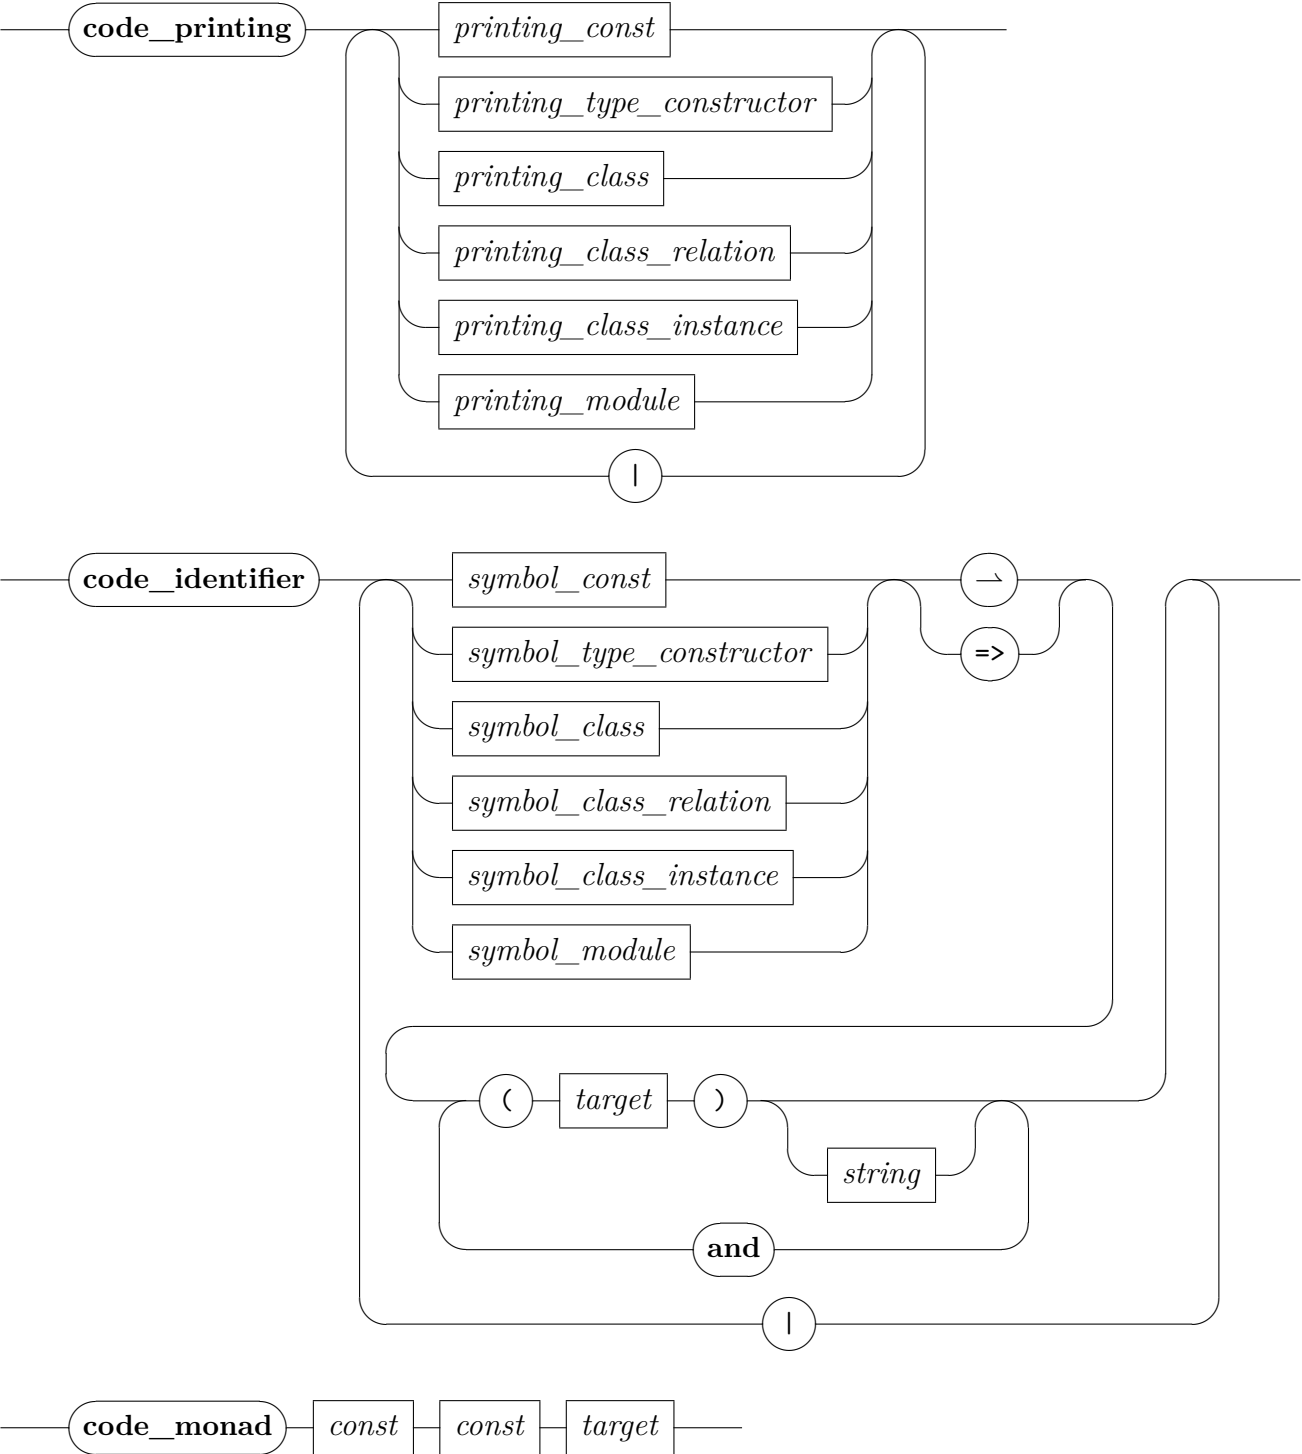 code_printing printing_const
printing_type_constructor
printing_class
printing_class_relation
printing_class_instance
printing_module
|
code_identifier symbol_const ⇀
symbol_type_constructor =>
symbol_class
symbol_class_relation
symbol_class_instance
symbol_module
( target )
string
and
|
code_monad const const target